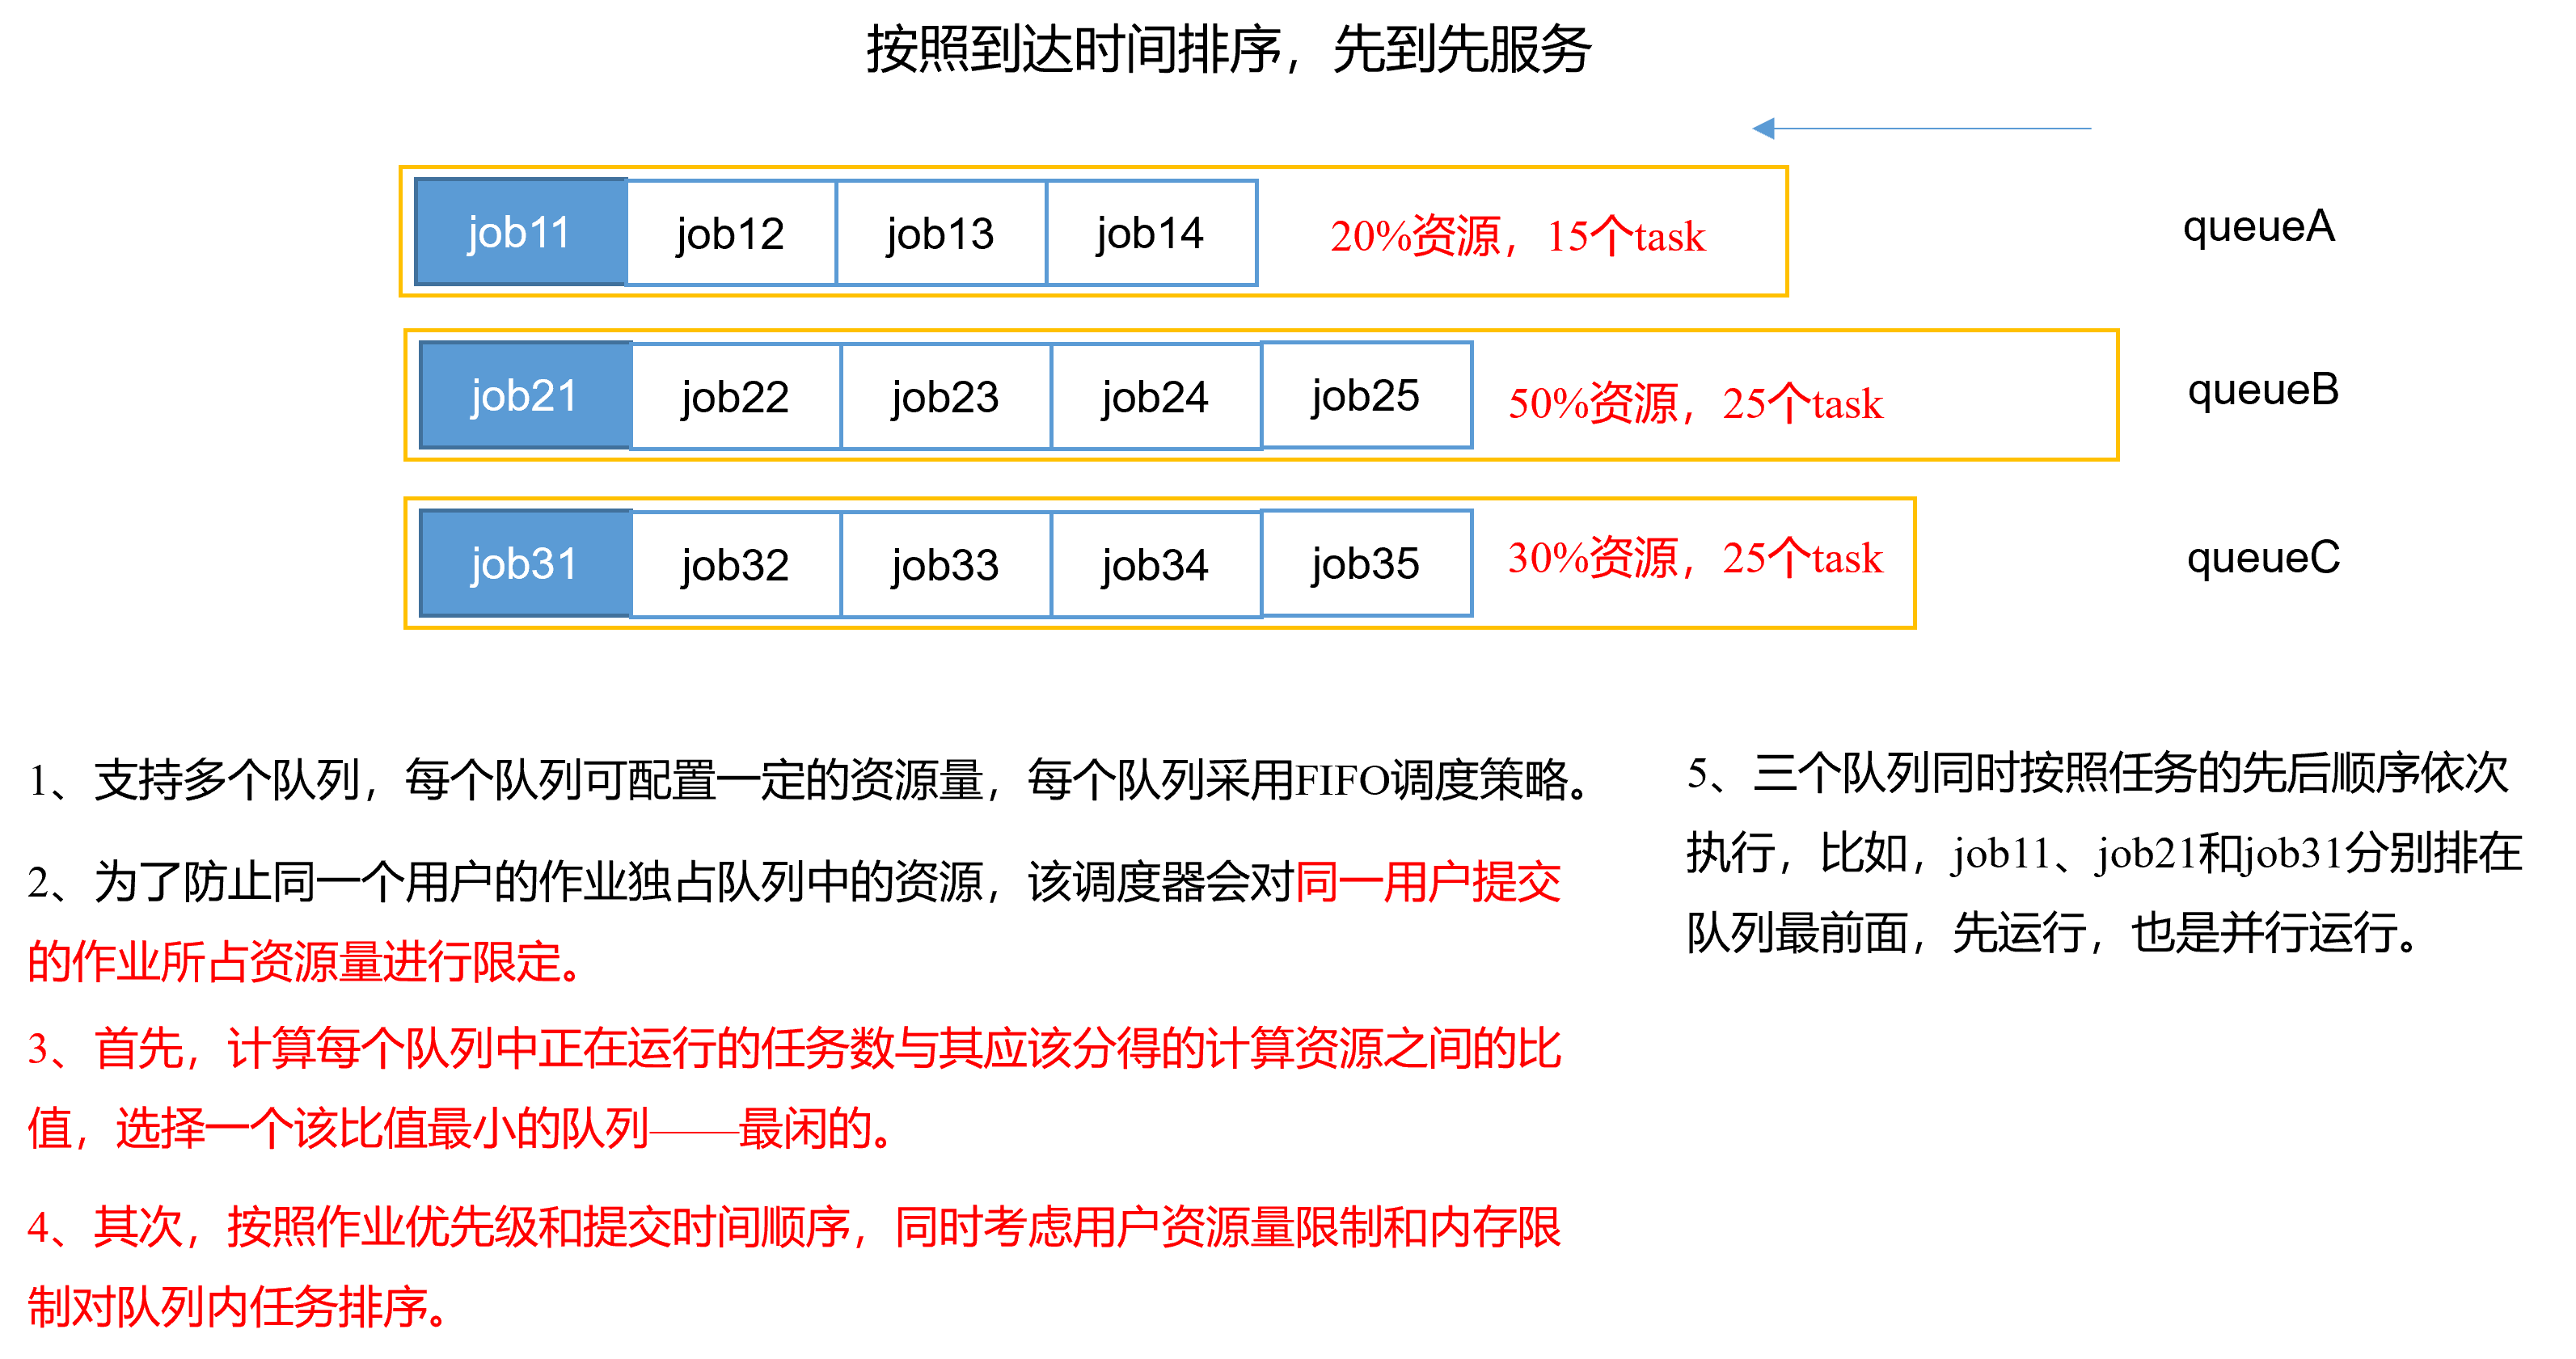 按照到达时间排序，先到先服务
job11 job12 job13 job14 20%资源，15个task queueA
job21 job22 job23 job24 job25 50%资源，25个task queueB
job31 job32 job33 job34 job35 30%资源，25个task queueC
1、支持多个队列，每个队列可配置一定的资源量，每个队列采用FIFO调度策略。
2、为了防止同一个用户的作业独占队列中的资源，该调度器会对同一用户提交
的作业所占资源量进行限定。
3、首先，计算每个队列中正在运行的任务数与其应该分得的计算资源之间的比
值，选择一个该比值最小的队列——最闲的。
4、其次，按照作业优先级和提交时间顺序，同时考虑用户资源量限制和内存限
制对队列内任务排序。
5、三个队列同时按照任务的先后顺序依次
执行，比如，job11、job21和job31分别排在
队列最前面，先运行，也是并行运行。